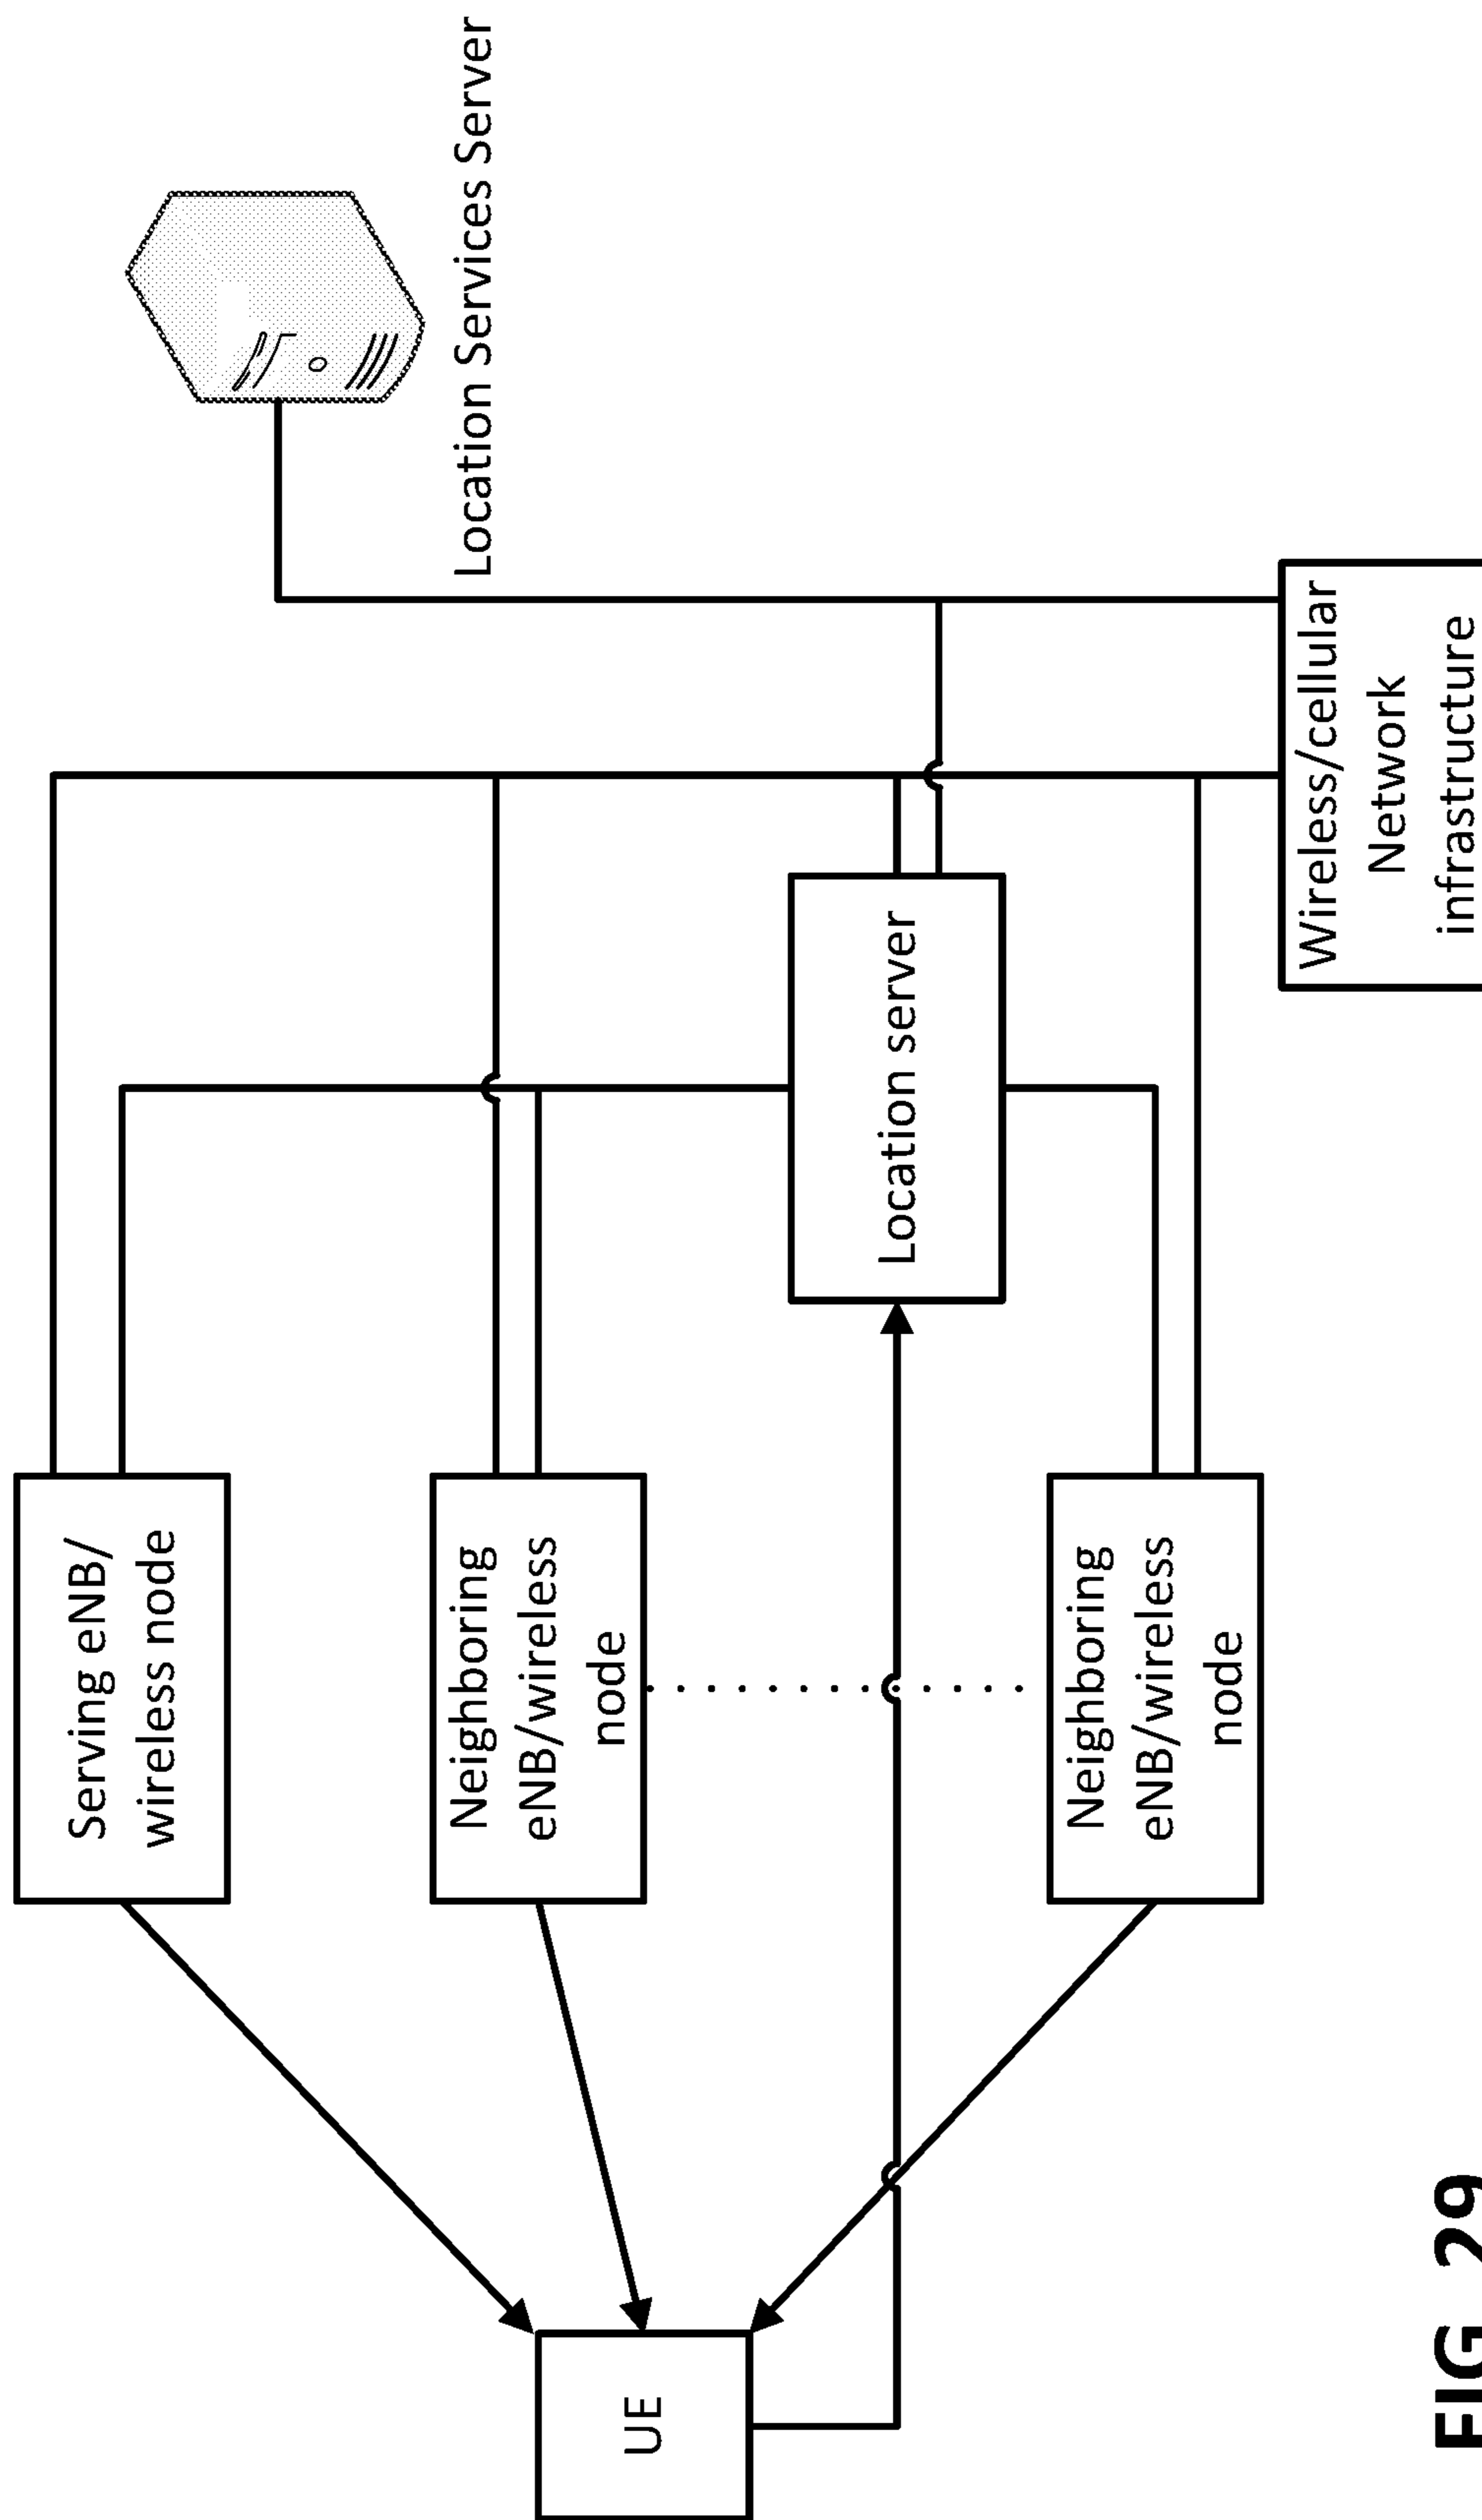 Serving eNB/
wireless node
Neighboring
eNB/wireless
node
Neighboring
eNB/wireless
node
UE
Location server
Location Services Server
Wireless/cellular
Network
infrastructure
FIG. 29